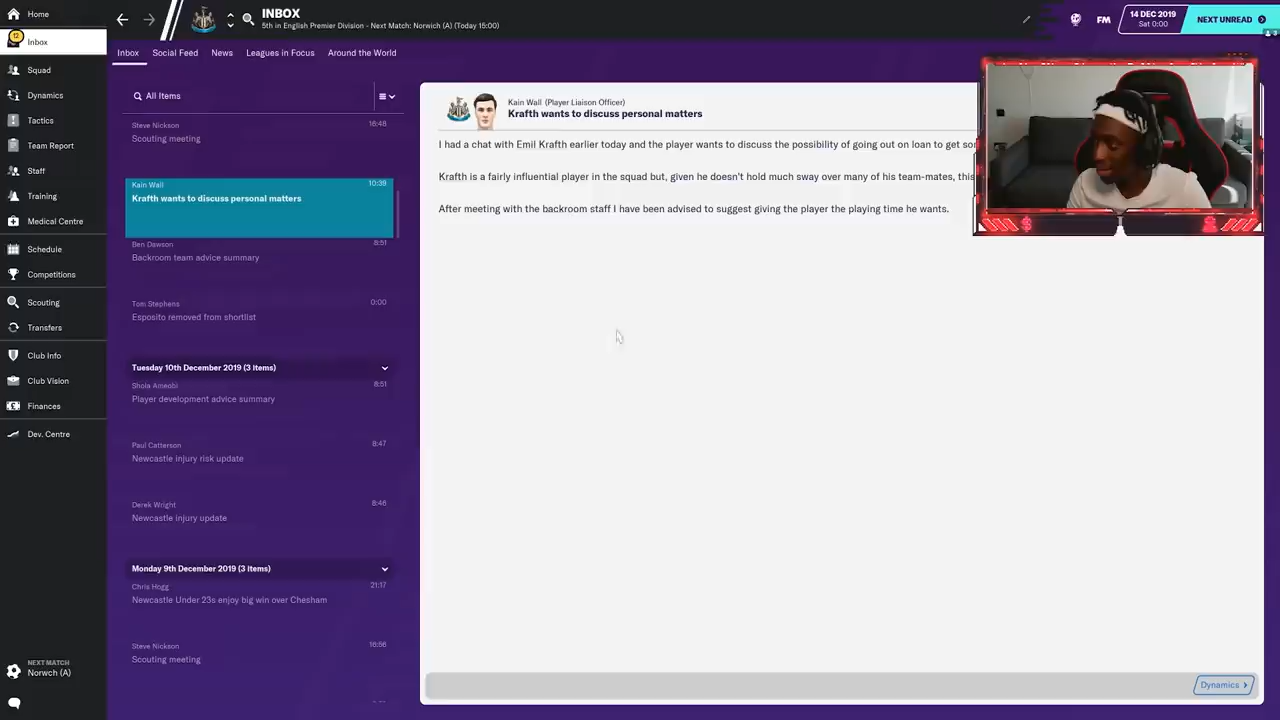 Home
12
Inbox
Squad
Dynamics
Tactics
Team Report
Staff
Training
Medical Centre
Schedule
Competitions
Scouting
Transfers
Club Info
Club Vision
Finances
Dev. Centre
NEXT MATCH
Norwch (A)
INBOX
5th in English Premier Division - Next Match: Norwich (A) (Today 15:00)
FM
14 DEC 2019
Sat 0:00
NEXT UNREAD
3
Inbox
Social Feed
News
Leagues in Focus
Around the World
All Items
Steve Nickson
16:48
Scouting meeting
Kain Wall
10:39
Krafth wants to discuss personal matters
Ben Dawson
8:51
Backroom team advice summary
Tom Stephens
0:00
Esposito removed from shortlist
Tuesday 10th December 2019 (3 items)
Shola Ameobi
8:51
Player development advice summary
Paul Catterson
8:47
Newcastle injury risk update
Derek Wright
8:46
Newcastle injury update
Monday 9th December 2019 (3 items)
Chris Hogg
21:17
Newcastle Under 23s enjoy big win over Chesham
Steve Nickson
16:56
Scouting meeting
Kain Wall (Player Liaison Officer)
Krafth wants to discuss personal matters
I had a chat with Emil Krafth earlier today and the player wants to discuss the possibility of going out on loan to get
Krafth is a fairly influential player in the squad but, given he doesn't hold much sway over many of his team-mates, this
After meeting with the backroom staff I have been advised to suggest giving the player the playing time he wants.
Dynamics